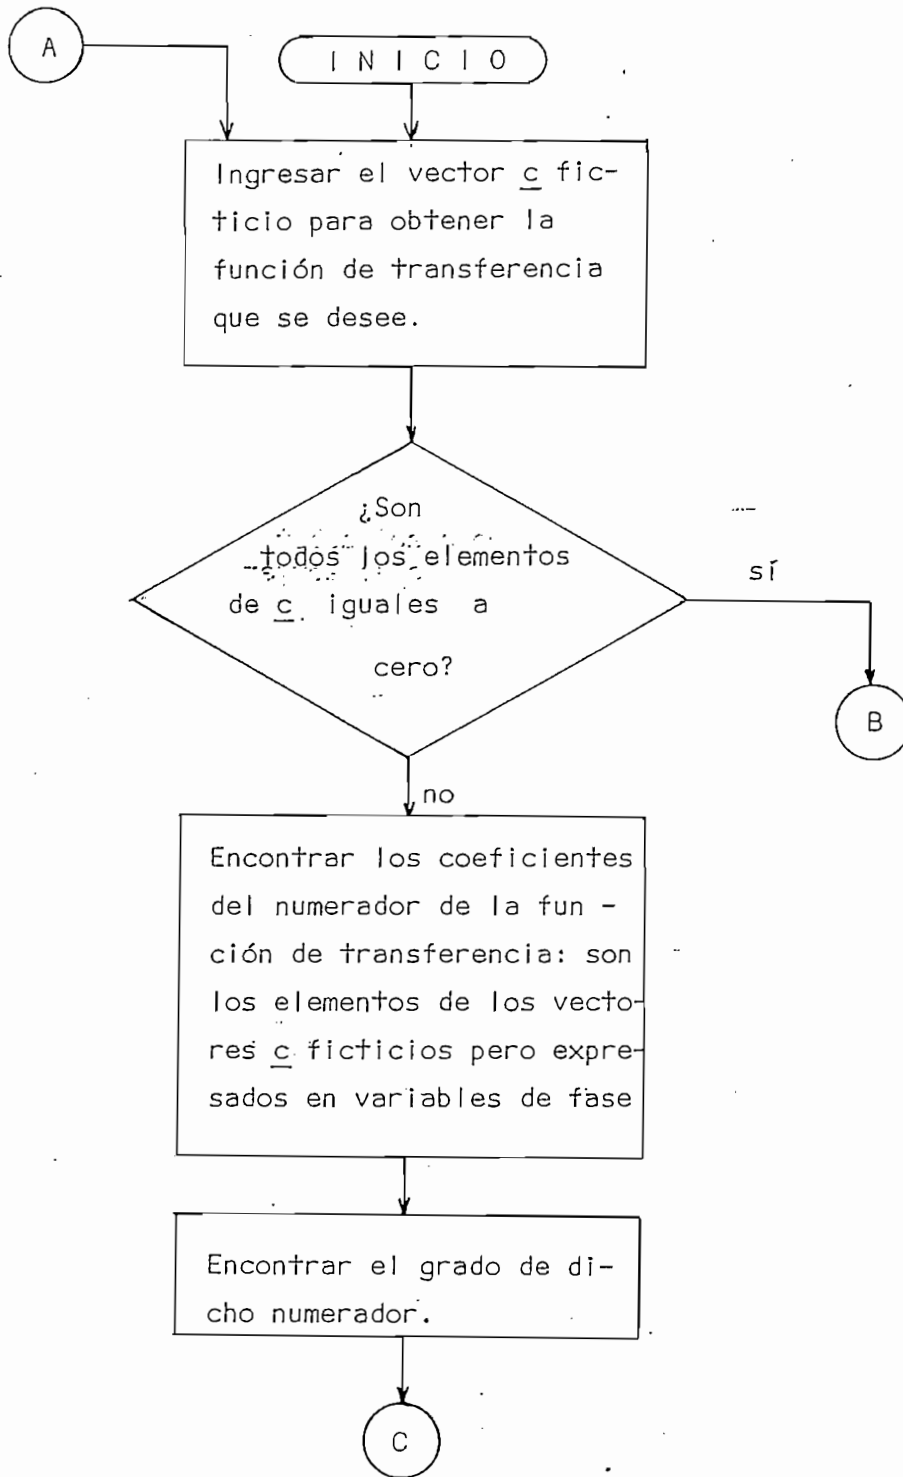 A
INICIO
Ingresar el vector c fic-
ticio para obtener la
función de transferencia
que se desee.
¿Son
todos los elementos
de c iguales a
cero?
sí
B
no
Encontrar los coeficientes
del numerador de la fun -
ción de transferencia: son
los elementos de los vecto-
res c ficticios pero expre-
sados en variables de fase
Encontrar el grado de di-
cho numerador.
C